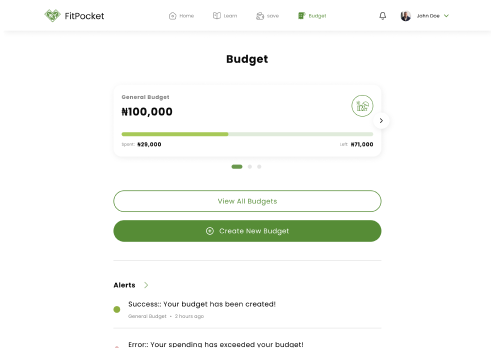 FitPocket
Home
Learn
save
Budget
John Doe
Budget
General Budget
₦100,000
Spent: ₦29,000
Left: ₦71,000
View All Budgets
Create New Budget
Alerts
Success:: Your budget has been created!
General Budget • 2 hours ago
Error:: Your spending has exceeded your budget!